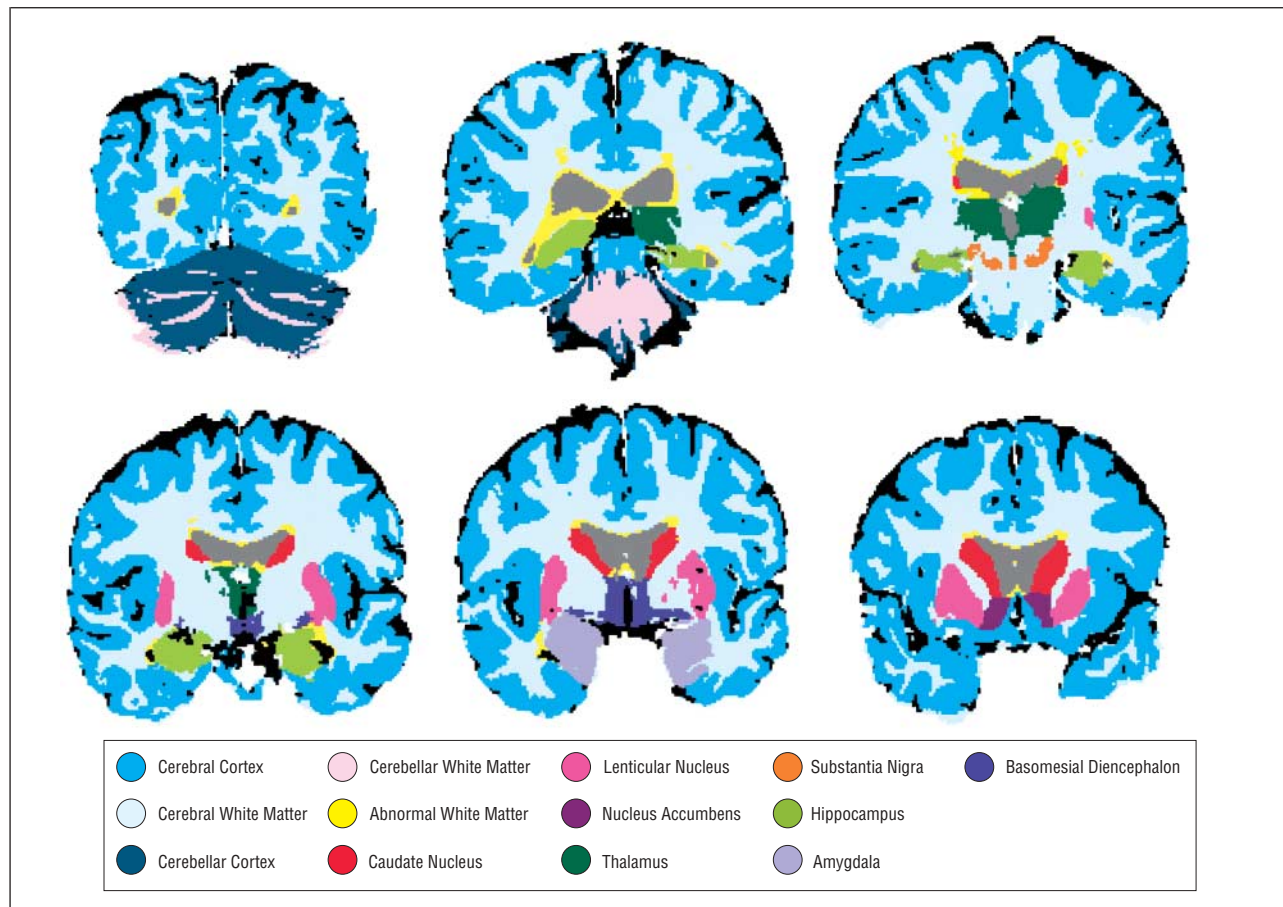 Cerebral Cortex
Cerebellar White Matter
Lenticular Nucleus
Substantia Nigra
Basomesial Diencephalon
Cerebral White Matter
Abnormal White Matter
Nucleus Accumbens
Hippocampus
Cerebellar Cortex
Caudate Nucleus
Thalamus
Amygdala